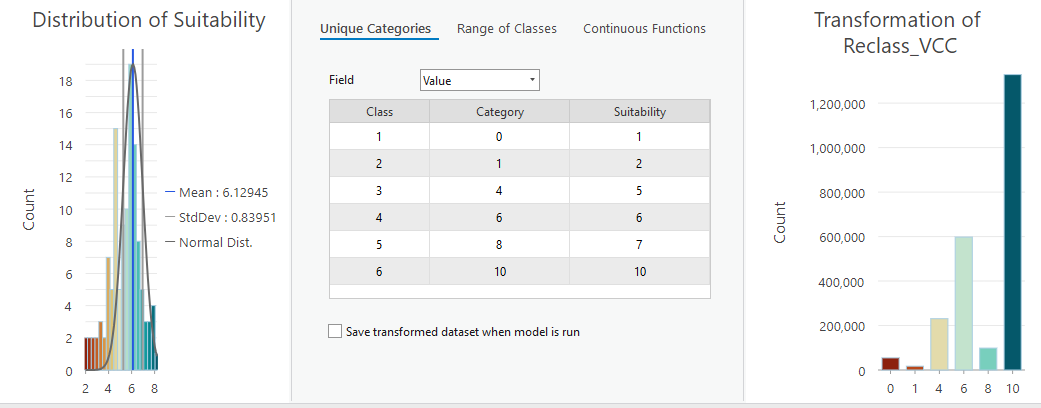 Distribution of Suitability
Count
18
16
14
12
10
8
6
4
2
0
2 4 6 8
Mean : 6.12945
StdDev : 0.83951
Normal Dist.
Unique Categories Range of Classes Continuous Functions
Field Value
Class Category Suitability
1 0 1
2 1 2
3 4 5
4 6 6
5 8 7
6 10 10
Save transformed dataset when model is run
Transformation of
Reclass_VCC
Count
1,200,000
1,000,000
800,000
600,000
400,000
200,000
0
0 1 4 6 8 10